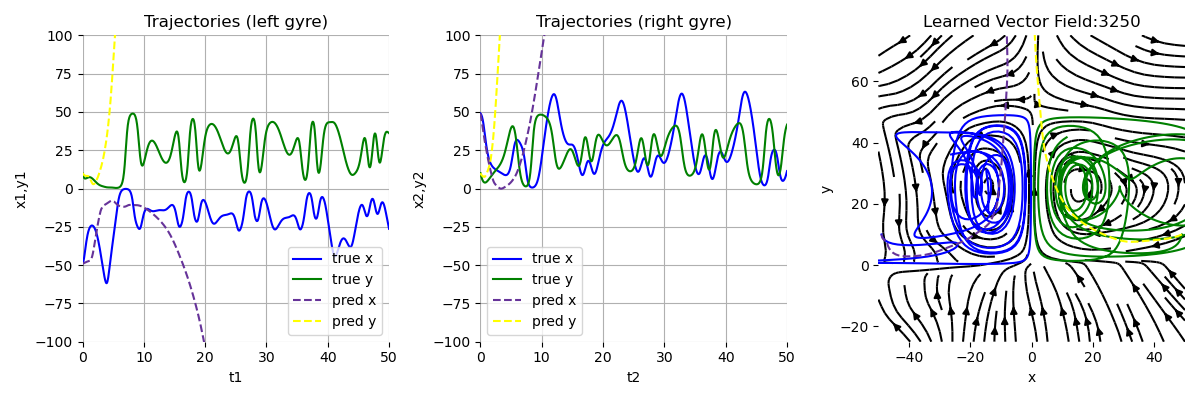 Trajectories (left gyre)
100
75
50
25
0
−25
−50
−75
−100
0
10
20
30
40
50
x1,y1
t1
true x
true y
pred x
pred y
Trajectories (right gyre)
100
75
50
25
0
−25
−50
−75
−100
0
10
20
30
40
50
x2,y2
t2
true x
true y
pred x
pred y
Learned Vector Field:3250
60
40
20
0
−20
−40
−20
0
20
40
y
x